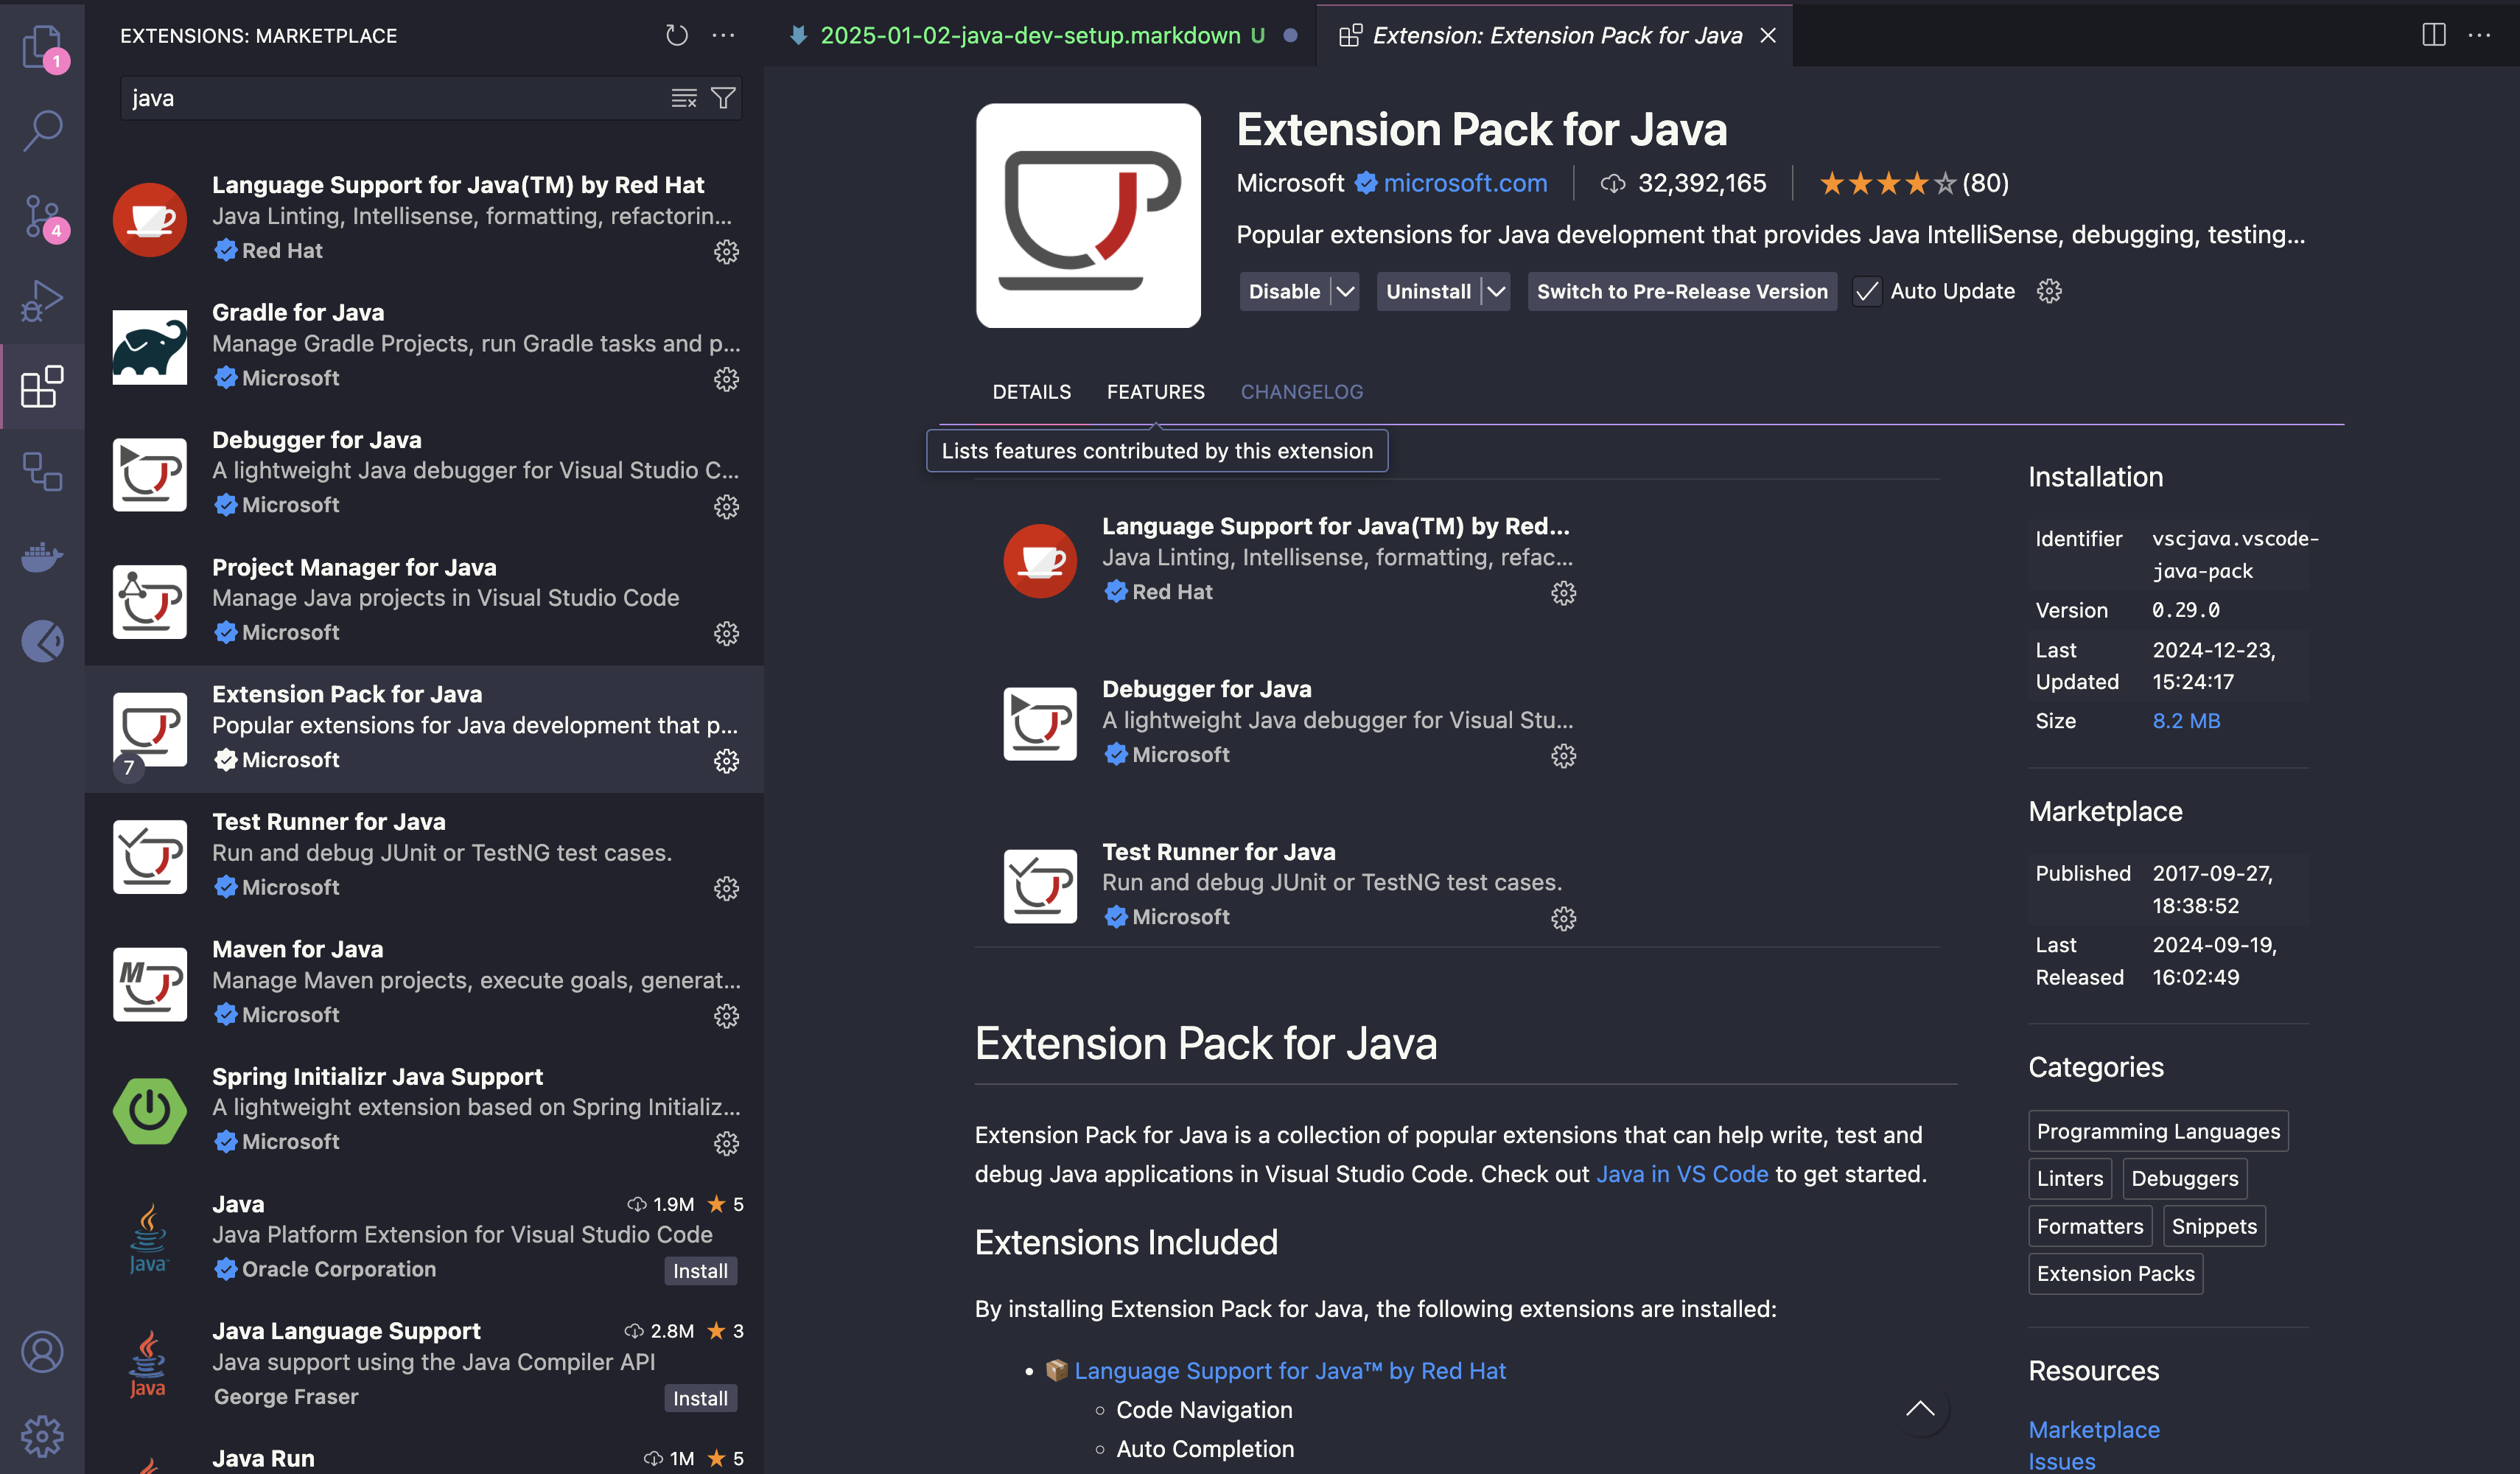 EXTENSIONS: MARKETPLACE
java
1
4
Language Support for Java(TM) by Red Hat
Java Linting, Intellisense, formatting, refactorin...
Red Hat
Gradle for Java
Manage Gradle Projects, run Gradle tasks and p...
Microsoft
Debugger for Java
A lightweight Java debugger for Visual Studio C...
Microsoft
Project Manager for Java
Manage Java projects in Visual Studio Code
Microsoft
Extension Pack for Java
Popular extensions for Java development that p...
7
Microsoft
Test Runner for Java
Run and debug JUnit or TestNG test cases.
Microsoft
Maven for Java
Manage Maven projects, execute goals, generat...
M
Microsoft
Spring Initializr Java Support
A lightweight extension based on Spring Initializ...
Microsoft
Java 1.9M 5
Java Platform Extension for Visual Studio Code
Java
Oracle Corporation Install
Java Language Support 2.8M 3
Java support using the Java Compiler API
Java
George Fraser Install
Java Run 1M 5
2025-01-02-java-dev-setup.markdown U
Extension: Extension Pack for Java
Extension Pack for Java
Microsoft microsoft.com 32,392,165 (80)
Popular extensions for Java development that provides Java IntelliSense, debugging, testing...
Disable Uninstall Switch to Pre-Release Version Auto Update
DETAILS FEATURES CHANGELOG
Lists features contributed by this extension
Language Support for Java(TM) by Red...
Java Linting, Intellisense, formatting, refac...
Red Hat
Debugger for Java
A lightweight Java debugger for Visual Stu...
Microsoft
Test Runner for Java
Run and debug JUnit or TestNG test cases.
Microsoft
Extension Pack for Java
Extension Pack for Java is a collection of popular extensions that can help write, test and
debug Java applications in Visual Studio Code. Check out Java in VS Code to get started.
Extensions Included
By installing Extension Pack for Java, the following extensions are installed:
Language Support for Java™ by Red Hat
Code Navigation
Auto Completion
Installation
Identifier vscjava.vscode-
java-pack
Version 0.29.0
Last 2024-12-23,
Updated 15:24:17
Size 8.2 MB
Marketplace
Published 2017-09-27,
18:38:52
Last 2024-09-19,
Released 16:02:49
Categories
Programming Languages
Linters Debuggers
Formatters Snippets
Extension Packs
Resources
Marketplace
Issues